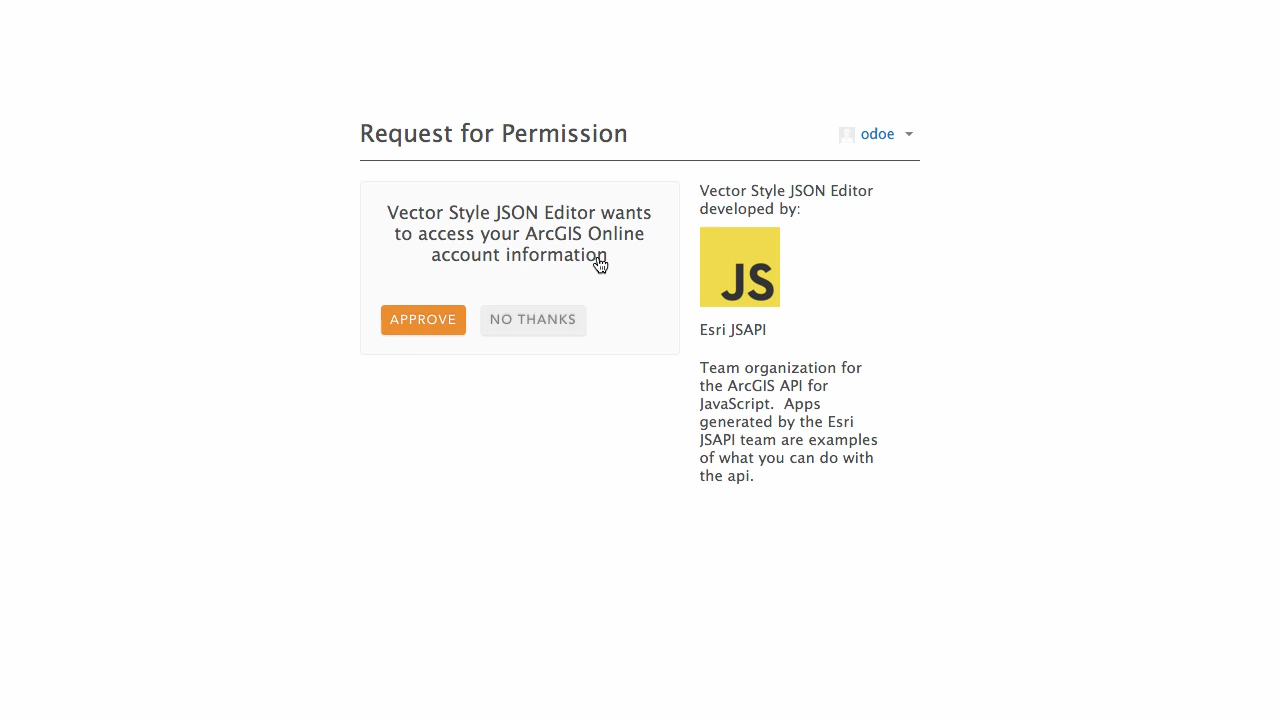 Request for Permission
odoe
Vector Style JSON Editor wants
to access your ArcGIS Online
account information
APPROVE
NO THANKS
Vector Style JSON Editor
developed by:
JS
Esri JSAPI
Team organization for
the ArcGIS API for
JavaScript.  Apps
generated by the Esri
JSAPI team are examples
of what you can do with
the api.